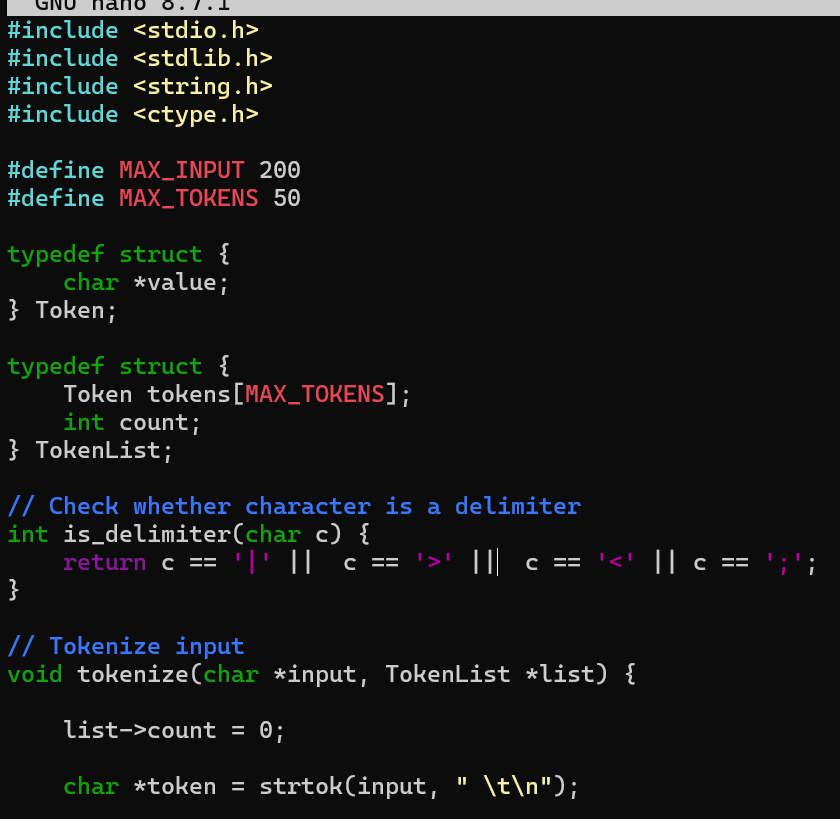 GNU nano 8.7.1
#include <stdio.h>
#include <stdlib.h>
#include <string.h>
#include <ctype.h>
#define MAX_INPUT 200
#define MAX_TOKENS 50
typedef struct {
    char *value;
} Token;
typedef struct {
    Token tokens[MAX_TOKENS];
    int count;
} TokenList;
// Check whether character is a delimiter
int is_delimiter(char c) {
    return c == '|' ||  c == '>' ||  c == '<' || c == ';';
}
// Tokenize input
void tokenize(char *input, TokenList *list) {
    list->count = 0;
    char *token = strtok(input, " \t\n");